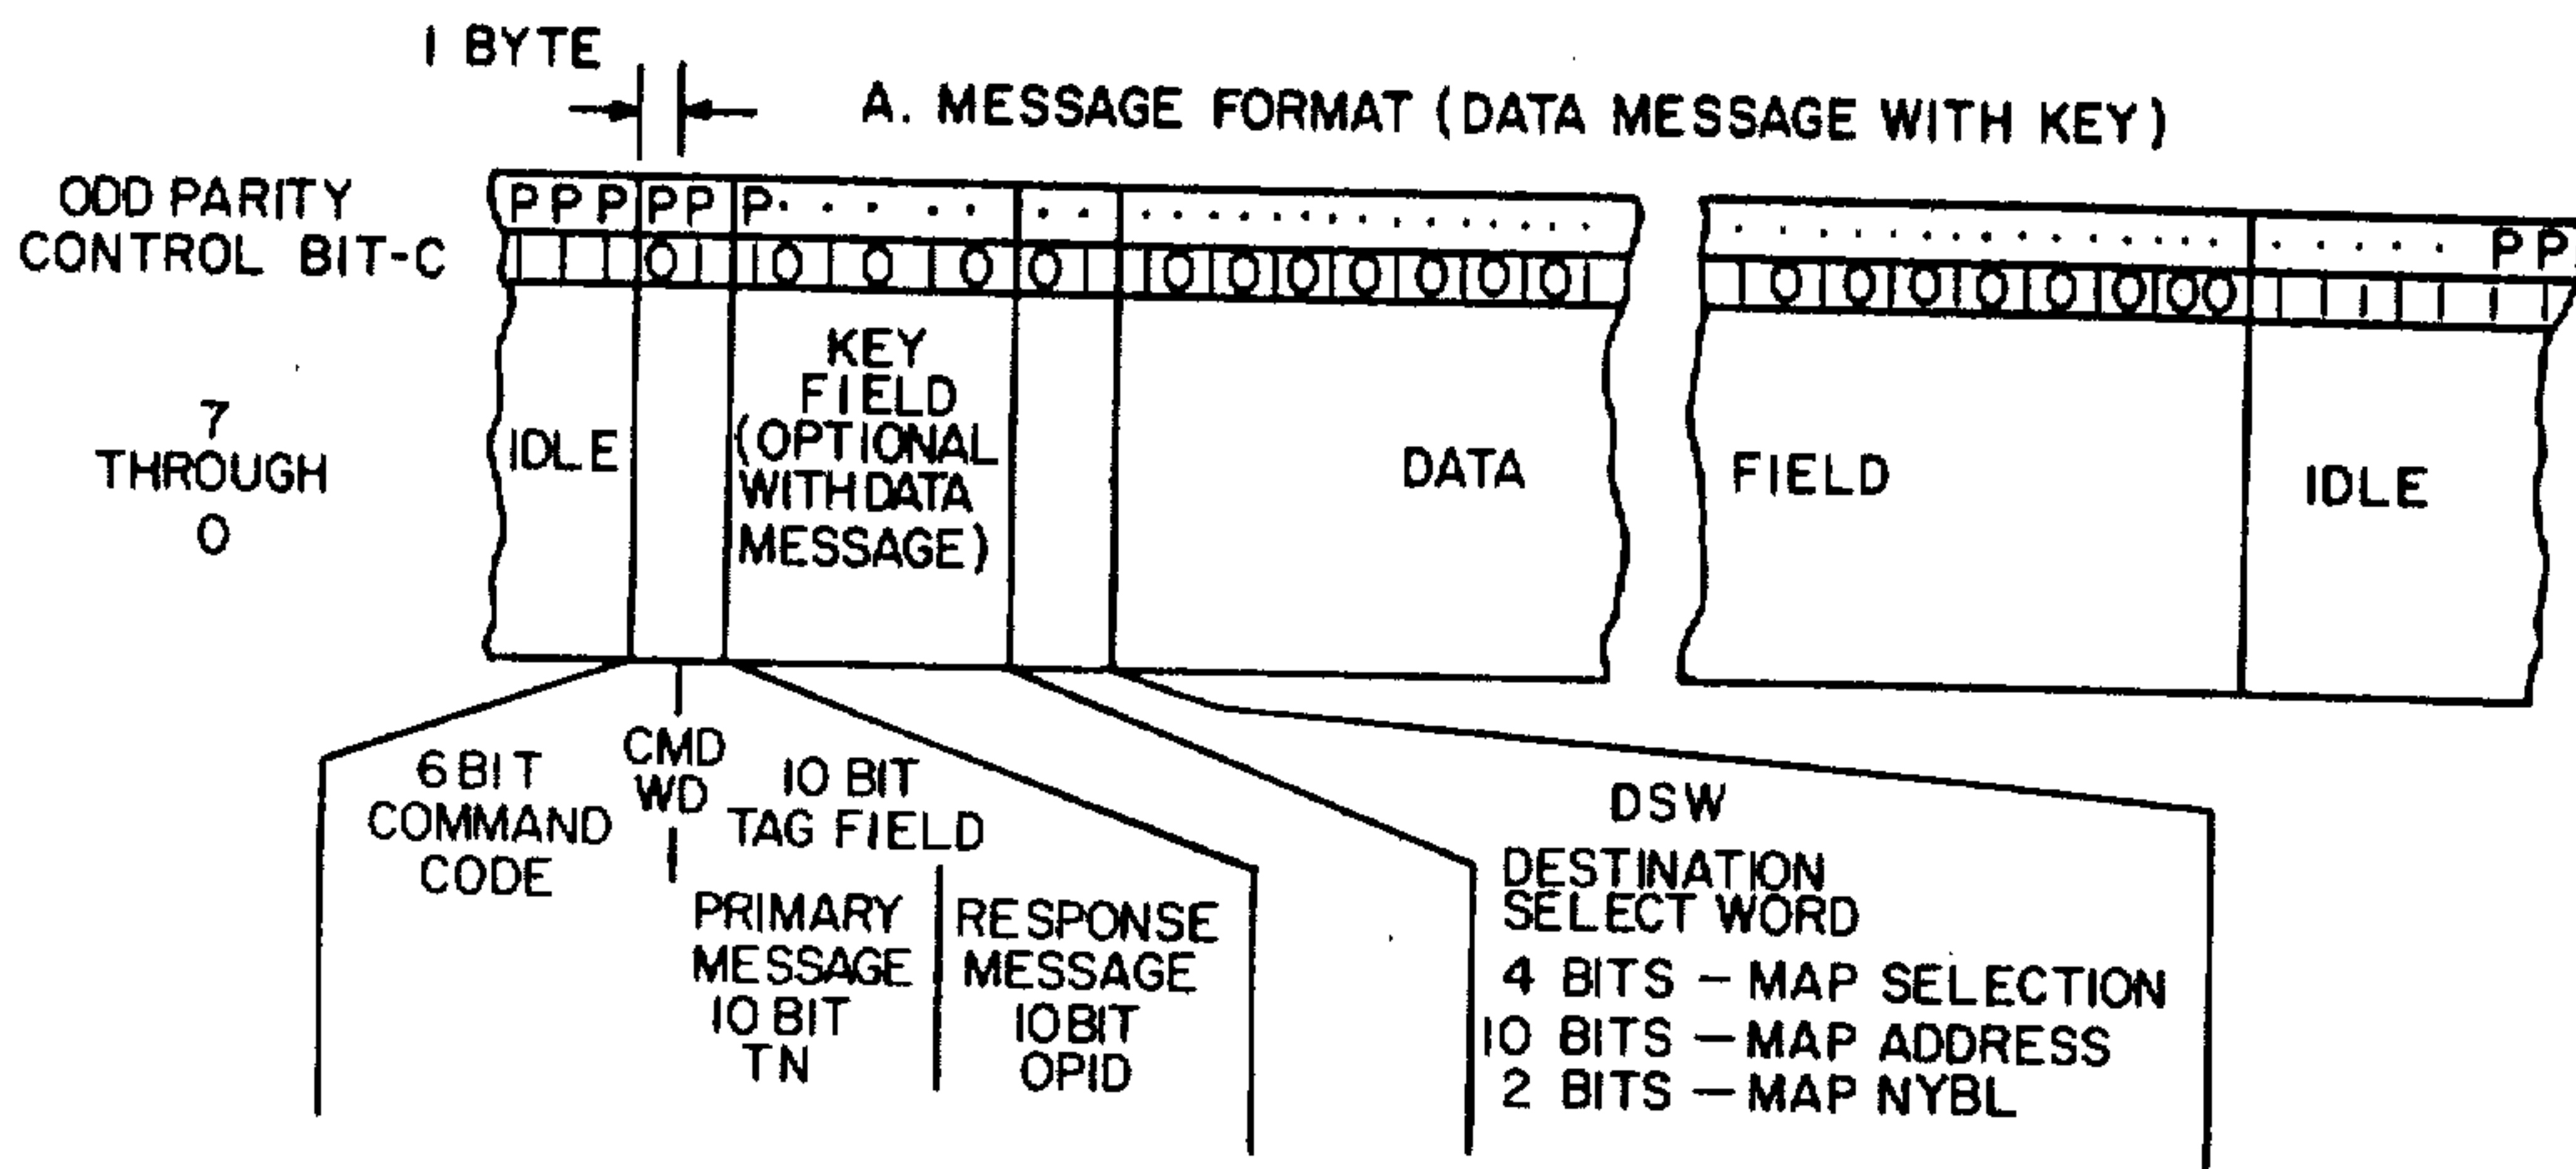 1 BYTE
A. MESSAGE FORMAT (DATA MESSAGE WITH KEY)
ODD PARITY
P P P P P P . . . . . . . . . . . . . . . . . . . . . . P P
CONTROL BIT-C
| | | 0 | | 0 | 0 | 0 0 | | 0 | 0 | 0 | 0 | 0 | 0 | 0 | | 0 | 0 | 0 | 0 | 0 | 0 | 0 0 | | | | | | |
7
THROUGH
0
IDLE
KEY
FIELD
(OPTIONAL
WITH DATA
MESSAGE)
DATA
FIELD
IDLE
6 BIT
COMMAND
CODE
CMD
WD
10 BIT
TAG FIELD
PRIMARY
MESSAGE
10 BIT
TN
RESPONSE
MESSAGE
10 BIT
OPID
DSW
DESTINATION
SELECT WORD
4 BITS – MAP SELECTION
10 BITS – MAP ADDRESS
2 BITS – MAP NYBL